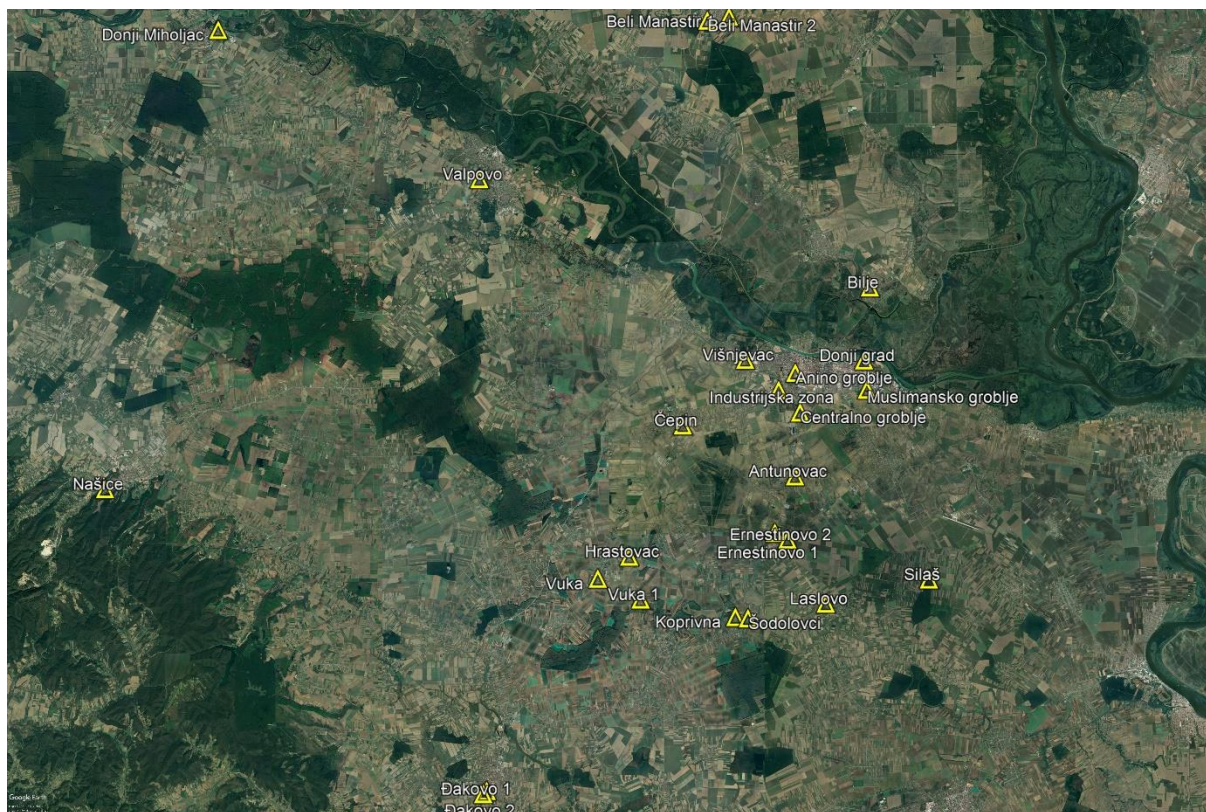 Beli Manastir
Beli Manastir 2
Donji Miholjac
Valpovo
Bilje
Višnjevac
Donji grad
Anino groblje
Industrijska zona
Muslimansko groblje
Centralno groblje
Čepin
Antunovac
Našice
Ernestinovo 2
Ernestinovo 1
Hrastovac
Vuka
Silaš
Vuka 1
Laslovo
Koprivna
Šodolovci
Đakovo 1
Đakovo 2
Google Earth